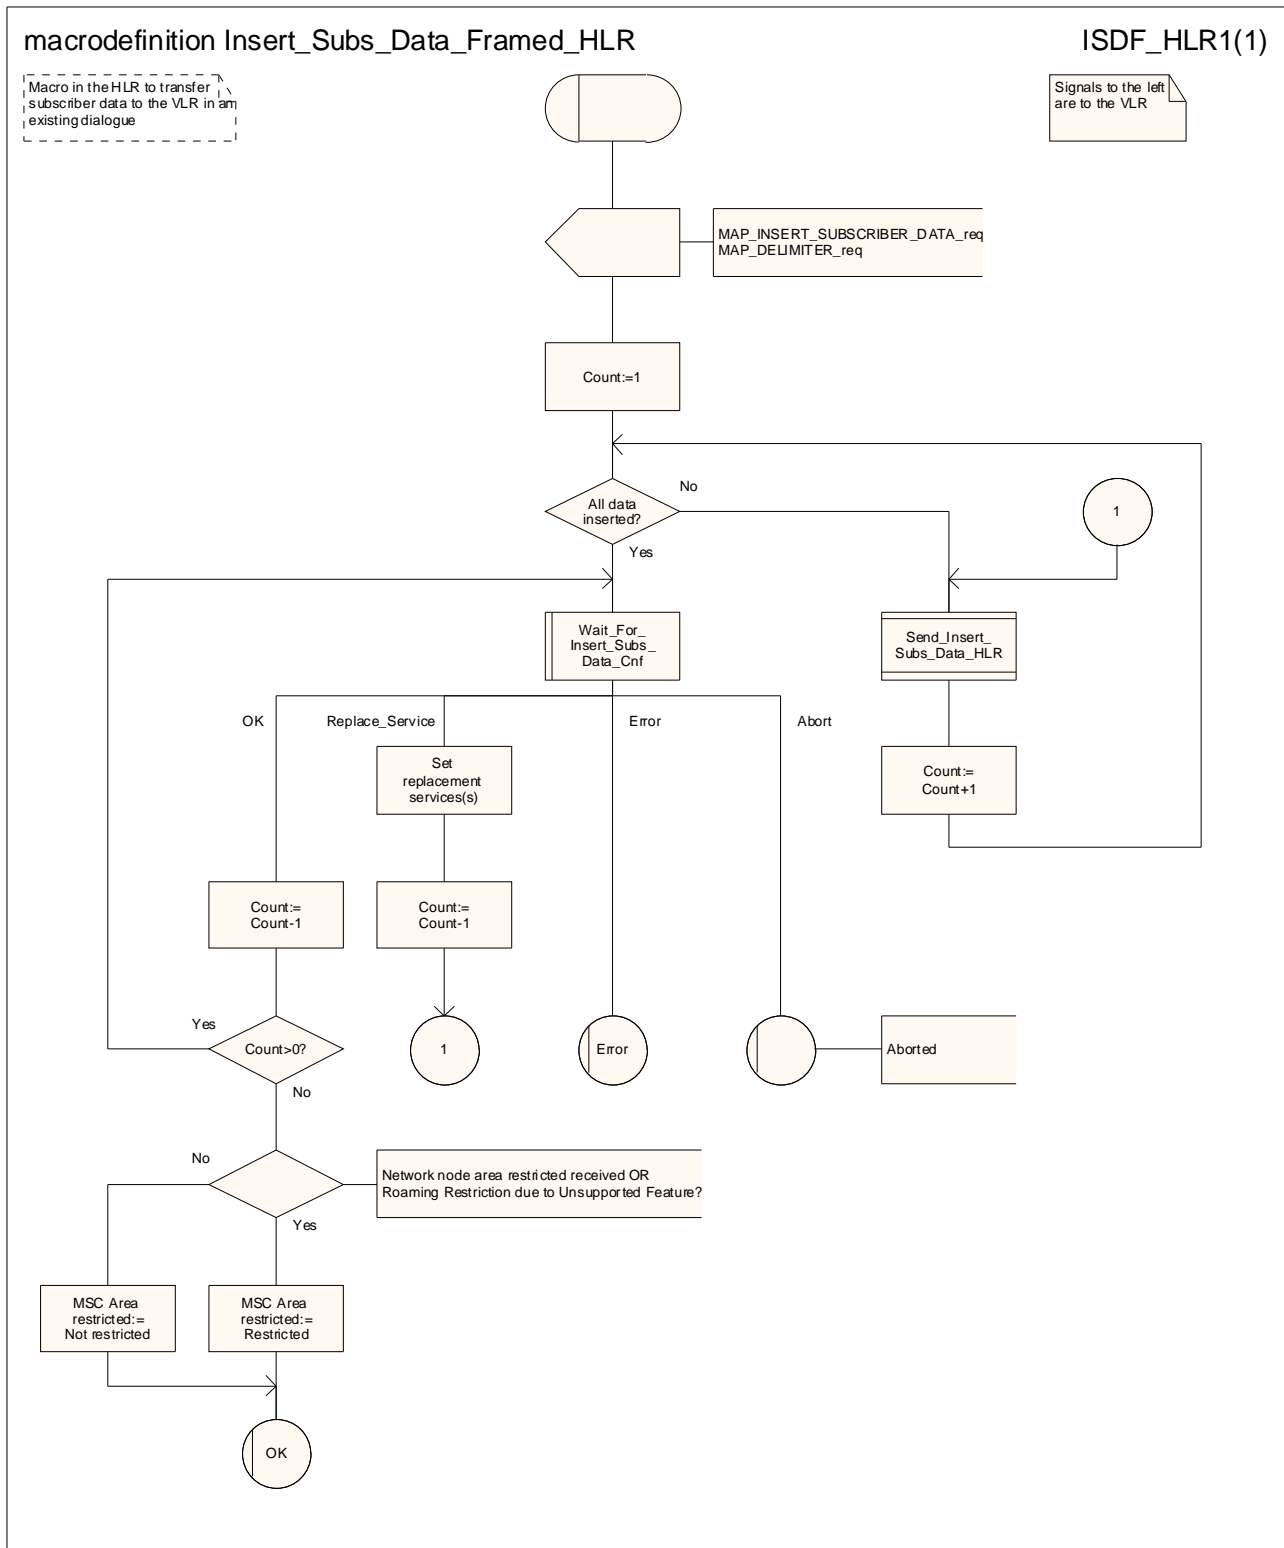 macrodefinition Insert_Subs_Data_Framed_HLR
ISDF_HLR1(1)
Macro in the HLR to transfer
subscriber data to the VLR in an
existing dialogue
Signals to the left
are to the VLR
MAP_INSERT_SUBSCRIBER_DATA_req
MAP_DELIMITER_req
Count:=1
No
All data
inserted?
1
Yes
Wait_For_
Insert_Subs_
Data_Cnf
Send_Insert_
Subs_Data_HLR
OK
Replace_Service
Error
Abort
Set
replacement
services(s)
Count:=
Count+1
Count:=
Count-1
Count:=
Count-1
Yes
Count>0?
1
Error
Aborted
No
No
Network node area restricted received OR
Roaming Restriction due to Unsupported Feature?
Yes
MSC Area
restricted:=
Not restricted
MSC Area
restricted:=
Restricted
OK